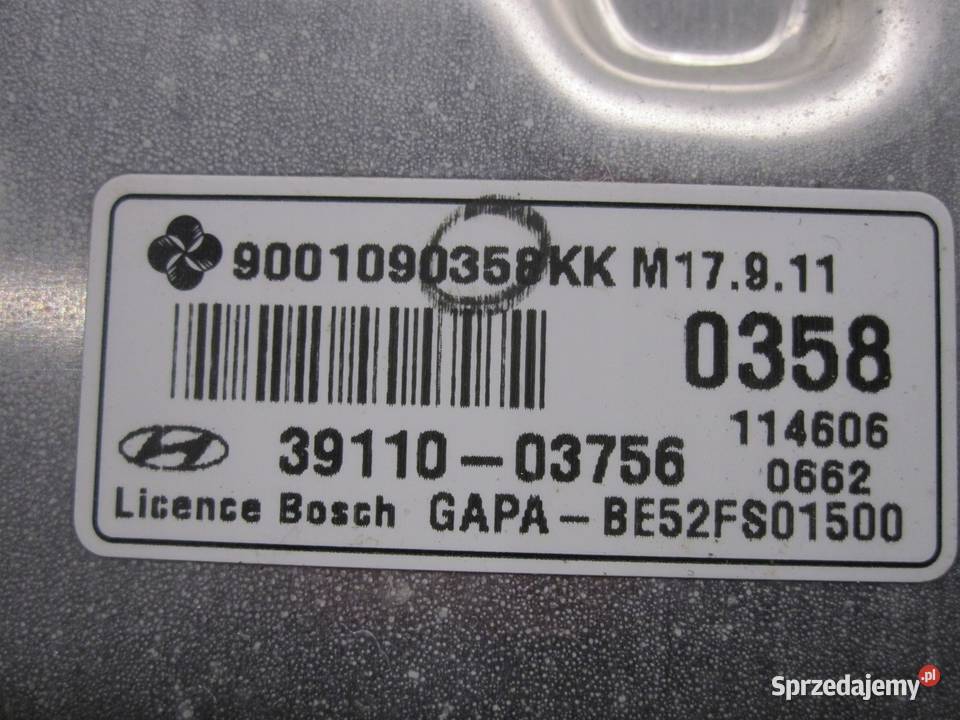 9001090358KK M17.9.11
0358
114606
39110-03756
0662
Licence Bosch GAPA-BE52FS01500
Sprzedajemy.pl